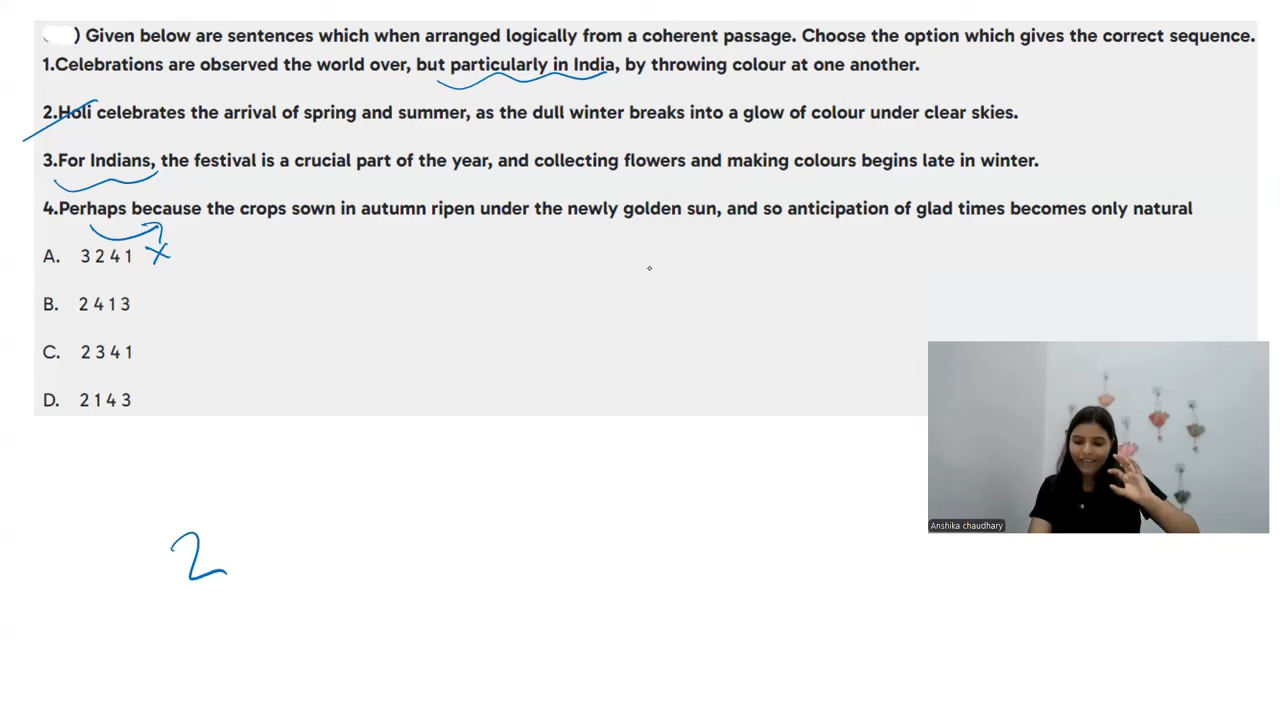 ) Given below are sentences which when arranged logically from a coherent passage. Choose the option which gives the correct sequence.
1.Celebrations are observed the world over, but particularly in India, by throwing colour at one another.
2.Holi celebrates the arrival of spring and summer, as the dull winter breaks into a glow of colour under clear skies.
3.For Indians, the festival is a crucial part of the year, and collecting flowers and making colours begins late in winter.
4.Perhaps because the crops sown in autumn ripen under the newly golden sun, and so anticipation of glad times becomes only natural
A. 3 2 4 1 x
B. 2 4 1 3
C. 2 3 4 1
D. 2 1 4 3
Anshika chaudhary
2